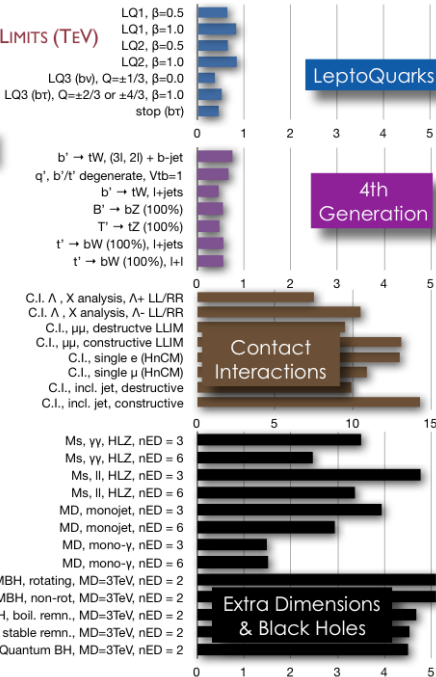 LIMITS (TEV)
LQ1, β=0.5
LQ1, β=1.0
LQ2, β=0.5
LQ2, β=1.0
LQ3 (bν), Q=±1/3, β=0.0
LQ3 (bτ), Q=±2/3 or ±4/3, β=1.0
stop (bτ)
LeptoQuarks
0 1 2 3 4 5
b' → tW, (3l, 2l) + b-jet
q', b'/t' degenerate, Vtb=1
b' → tW, l+jets
B' → bZ (100%)
T' → tZ (100%)
t' → bW (100%), l+jets
t' → bW (100%), l+l
4th
Generation
0 1 2 3 4 5
C.I. Λ , X analysis, Λ+ LL/RR
C.I. Λ , X analysis, Λ- LL/RR
C.I., μμ, destructve LLIM
C.I., μμ, constructive LLIM
C.I., single e (HnCM)
C.I., single μ (HnCM)
C.I., incl. jet, destructive
C.I., incl. jet, constructive
Contact
Interactions
0 5 10 15
Ms, γγ, HLZ, nED = 3
Ms, γγ, HLZ, nED = 6
Ms, ll, HLZ, nED = 3
Ms, ll, HLZ, nED = 6
MD, monojet, nED = 3
MD, monojet, nED = 6
MD, mono-γ, nED = 3
MD, mono-γ, nED = 6
MBH, rotating, MD=3TeV, nED = 2
MBH, non-rot, MD=3TeV, nED = 2
H, boil. remn., MD=3TeV, nED = 2
stable remn., MD=3TeV, nED = 2
Quantum BH, MD=3TeV, nED = 2
Extra Dimensions
& Black Holes
0 1 2 3 4 5